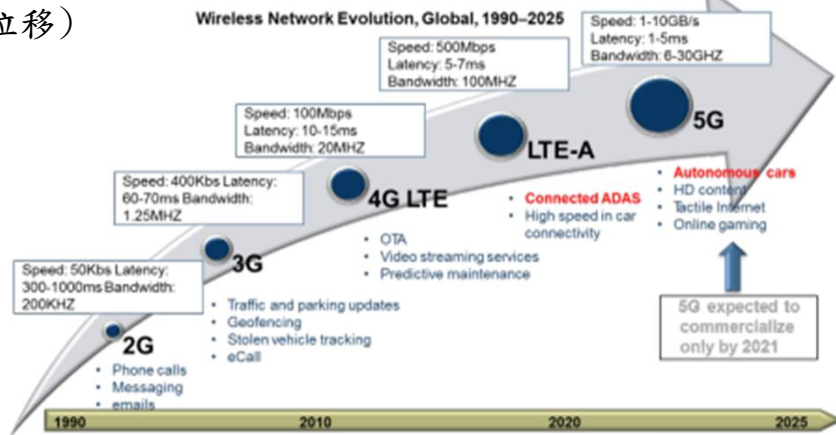 位移）
Wireless Network Evolution, Global, 1990–2025
Speed: 1-10GB/s
Latency: 1-5ms
Bandwidth: 6-30GHZ
5G
• Autonomous cars
• HD content
• Tactile Internet
• Online gaming
5G expected to
commercialize
only by 2021
Speed: 500Mbps
Latency: 5-7ms
Bandwidth: 100MHZ
LTE-A
• Connected ADAS
• High speed in car
connectivity
Speed: 100Mbps
Latency: 10-15ms
Bandwidth: 20MHZ
4G LTE
• OTA
• Video streaming services
• Predictive maintenance
Speed: 400Kbs Latency:
60-70ms Bandwidth:
1.25MHZ
3G
• Traffic and parking updates
• Geofencing
• Stolen vehicle tracking
• eCall
Speed: 50Kbs Latency:
300-1000ms Bandwidth:
200KHZ
2G
• Phone calls
• Messaging
• emails
1990 2010 2020 2025